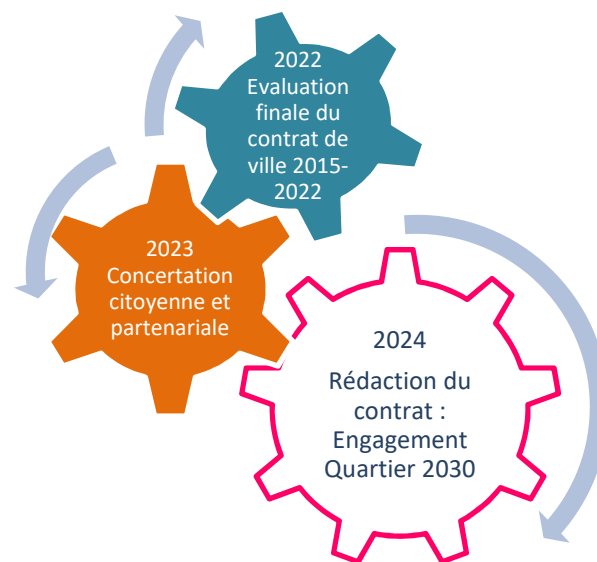 2022
Evaluation
finale du
contrat de
ville 2015-
2022
2023
Concertation
citoyenne et
partenariale
2024
Rédaction du
contrat :
Engagement
Quartier 2030